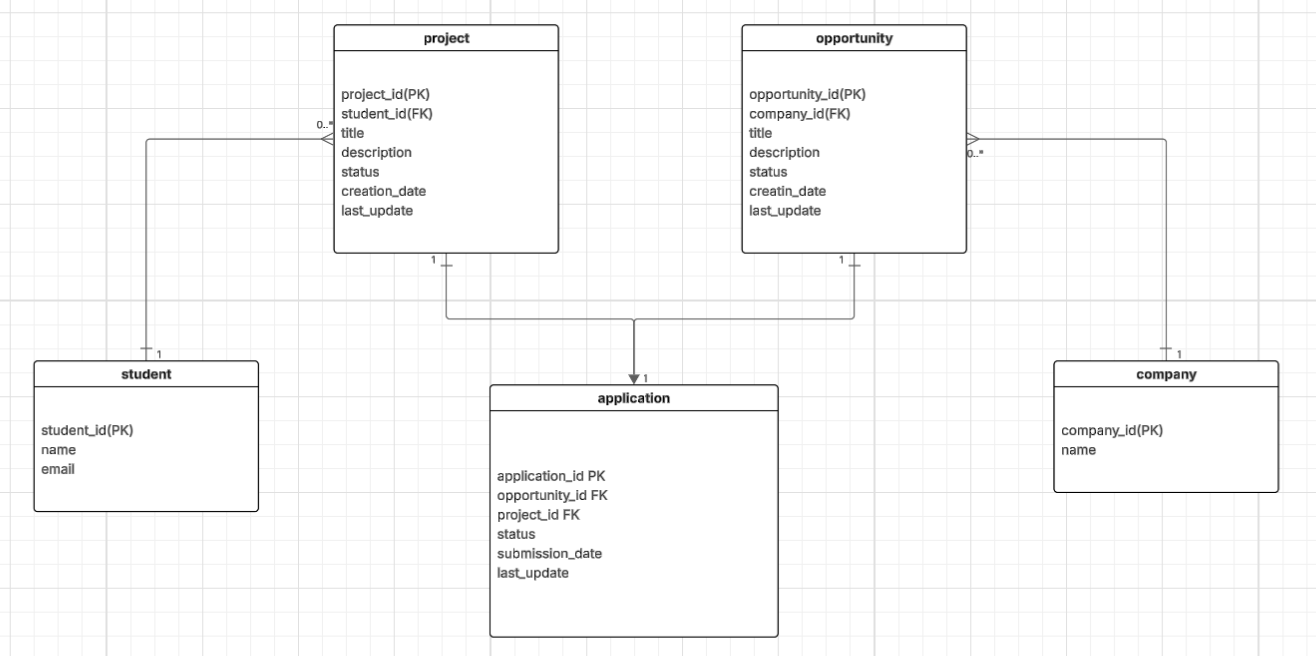 project
project_id(PK)
student_id(FK)
title
description
status
creation_date
last_update
opportunity
opportunity_id(PK)
company_id(FK)
title
description
status
creatin_date
last_update
0..*
0..*
1
1
1
1
1
student
student_id(PK)
name
email
application
application_id PK
opportunity_id FK
project_id FK
status
submission_date
last_update
company
company_id(PK)
name